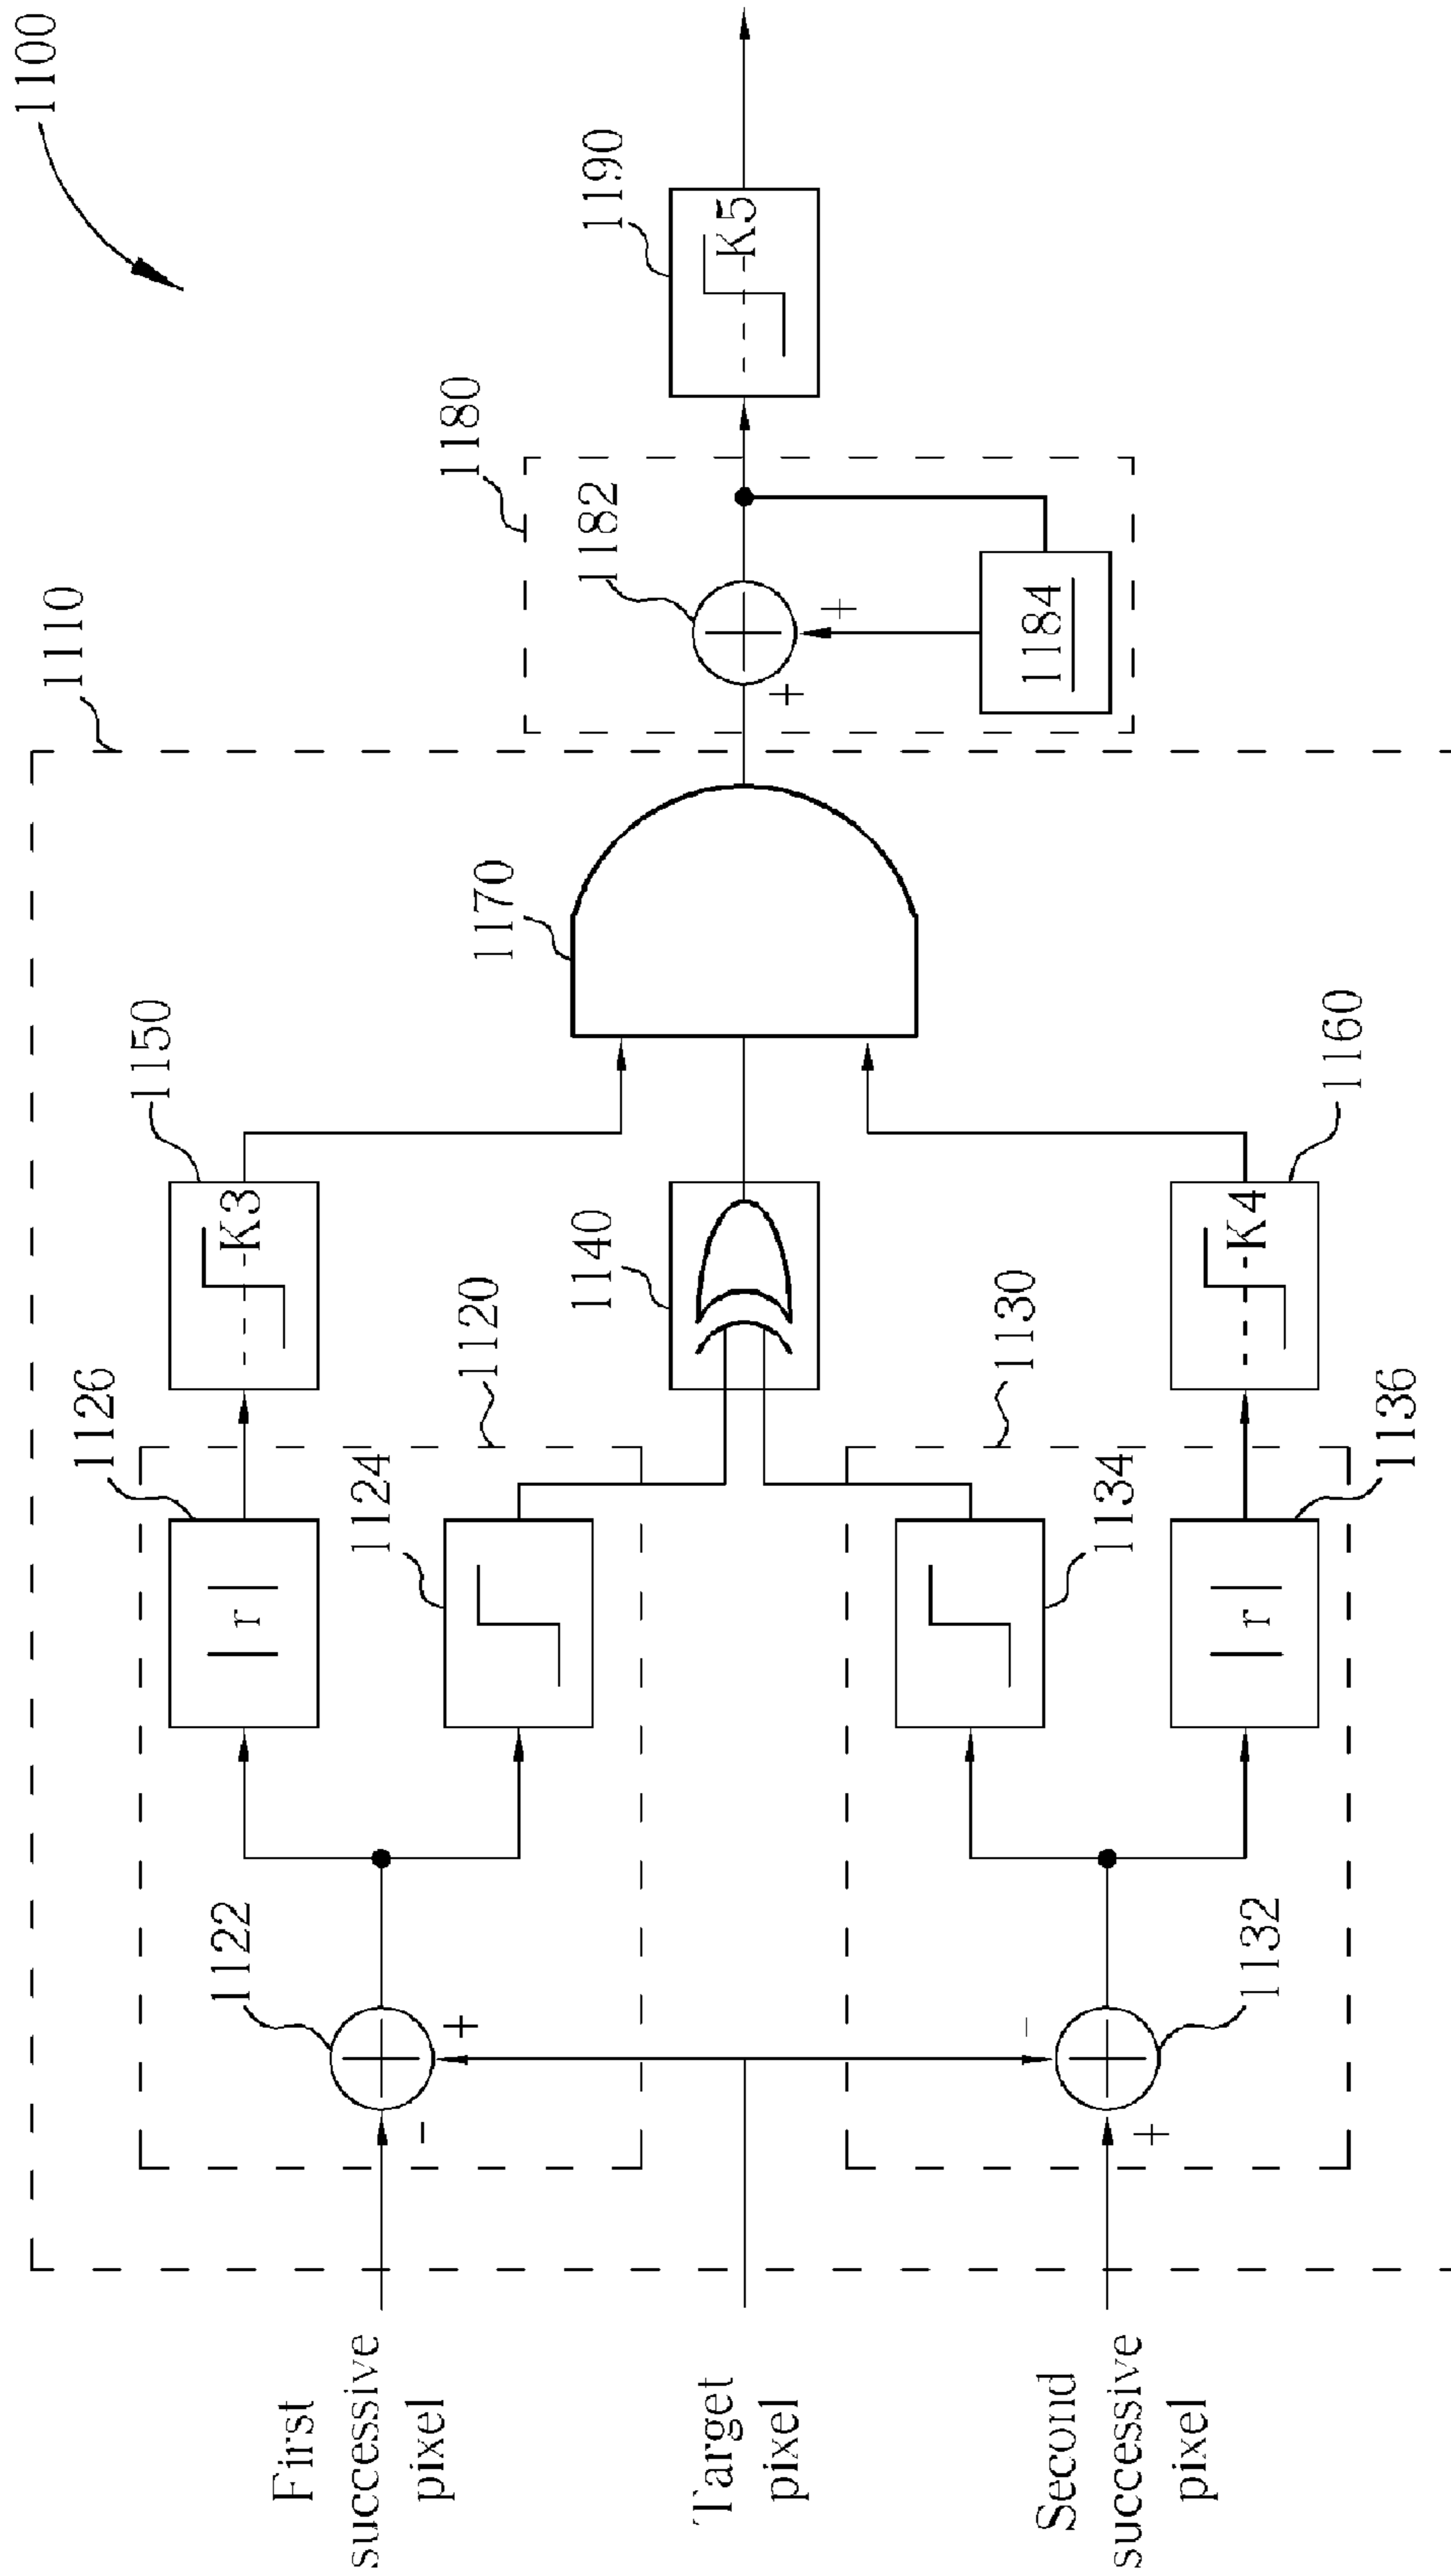 1100
1110
1126
|r|
1150
K3
1122
-
+
1124
1120
1170
1180
1182
+
+
1184
1190
K5
1140
First
successive
pixel
Target
pixel
Second
successive
pixel
-
+
1132
1134
1130
|r|
1136
K4
1160